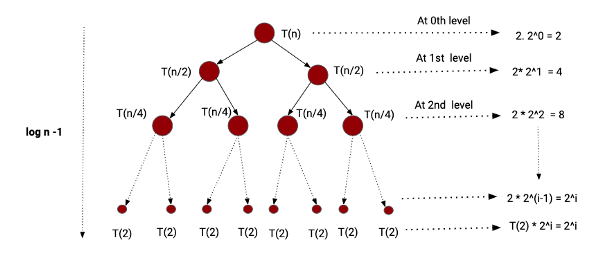 T(n)
At 0th level
2. 2^0 = 2
T(n/2)
T(n/2)
At 1st level
2* 2^1 = 4
T(n/4)
T(n/4)
T(n/4)
T(n/4)
At 2nd level
2 * 2^2 = 8
log n -1
2 * 2^(i-1) = 2^i
T(2)
T(2)
T(2)
T(2)
T(2)
T(2)
T(2)
T(2)
T(2) * 2^i = 2^i